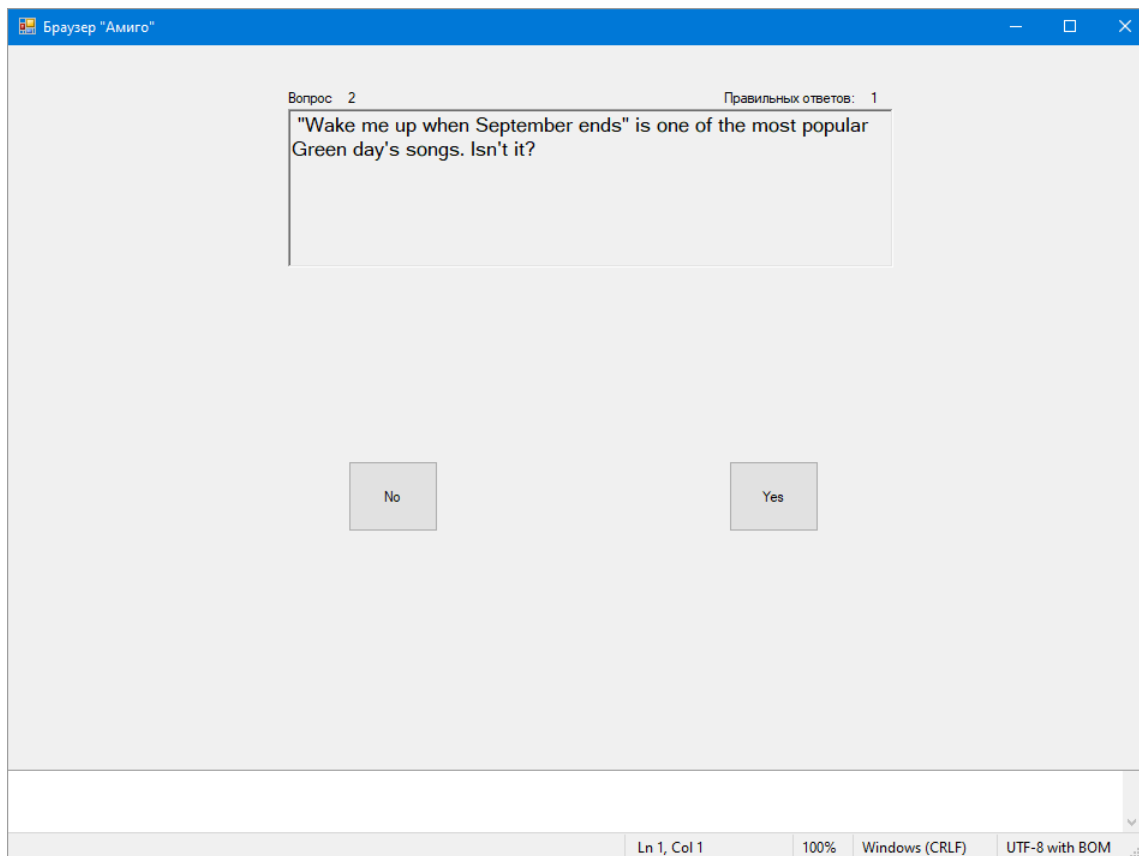 Браузер "Амиго"
Вопрос 2 Правильных ответов: 1
"Wake me up when September ends" is one of the most popular
Green day's songs. Isn't it?
No Yes
Ln 1, Col 1 100% Windows (CRLF) UTF-8 with BOM